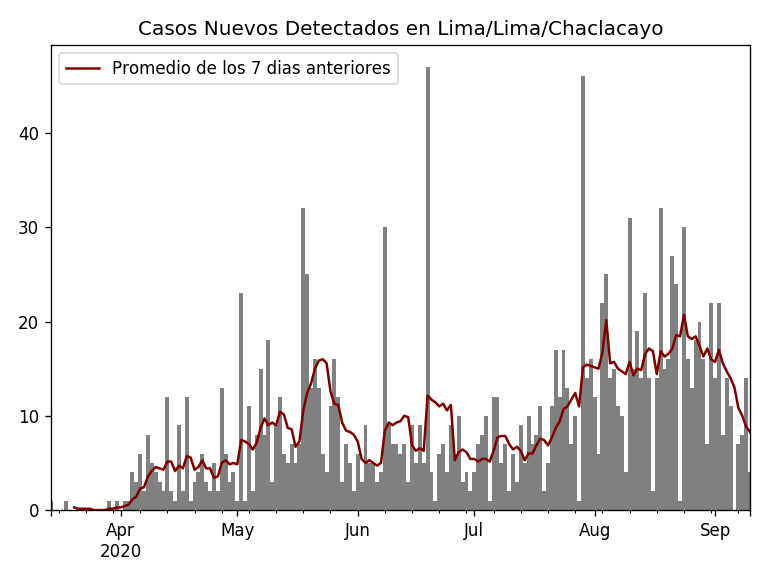 Casos Nuevos Detectados en Lima/Lima/Chaclacayo
Promedio de los 7 dias anteriores
40
30
20
10
0
Apr
2020
May
Jun
Jul
Aug
Sep